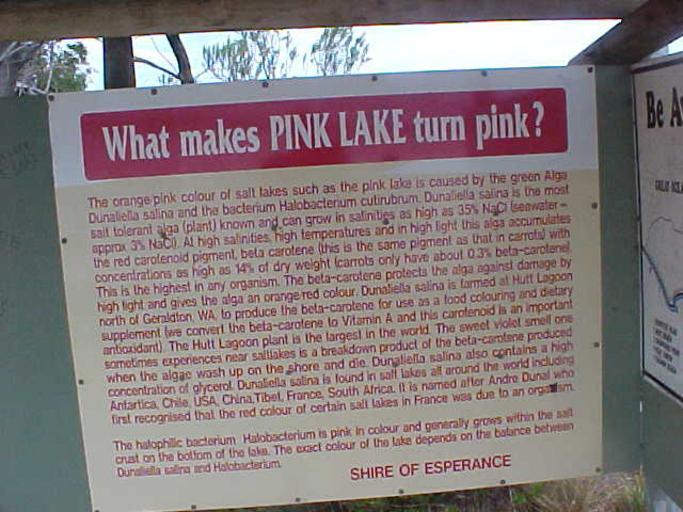 What makes PINK LAKE turn pink?
The orange/pink colour of salt lakes such as the pink lake is caused by the green Alga
Dunaliella salina and the bacterium Halobacterium cutirubrum. Dunaliella salina is the most
salt tolerant alga (plant) known and can grow in salinities as high as 35% NaCl (seawater -
approx 3% NaCl). At high salinities, high temperatures and in high light this alga accumulates
the red carotenoid pigment, beta carotene (this is the same pigment as that in carrots) with
concentrations as high as 14% of dry weight (carrots only have about 0.3% beta-carotene).
This is the highest in any organism. The beta-carotene protects the alga against damage by
high light and gives the alga an orange/red colour. Dunaliella salina is farmed at Hutt Lagoon
north of Geraldton, WA, to produce the beta-carotene for use as a food colouring and dietary
supplement (we convert the beta-carotene to Vitamin A and this carotenoid is an important
antioxidant). The Hutt Lagoon plant is the largest in the world. The sweet violet smell one
sometimes experiences near saltlakes is a breakdown product of the beta-carotene produced
when the algae wash up on the shore and die. Dunaliella salina also contains a high
concentration of glycerol. Dunaliella salina is found in salt lakes all around the world including
Antartica, Chile, USA, China, Tibet, France, South Africa. It is named after Andre Dunal who
first recognised that the red colour of certain salt lakes in France was due to an organism.
The halophilic bacterium Halobacterium is pink in colour and generally grows within the salt
crust on the bottom of the lake. The exact colour of the lake depends on the balance between
Dunaliella salina and Halobacterium.
SHIRE OF ESPERANCE
Be
GREAT